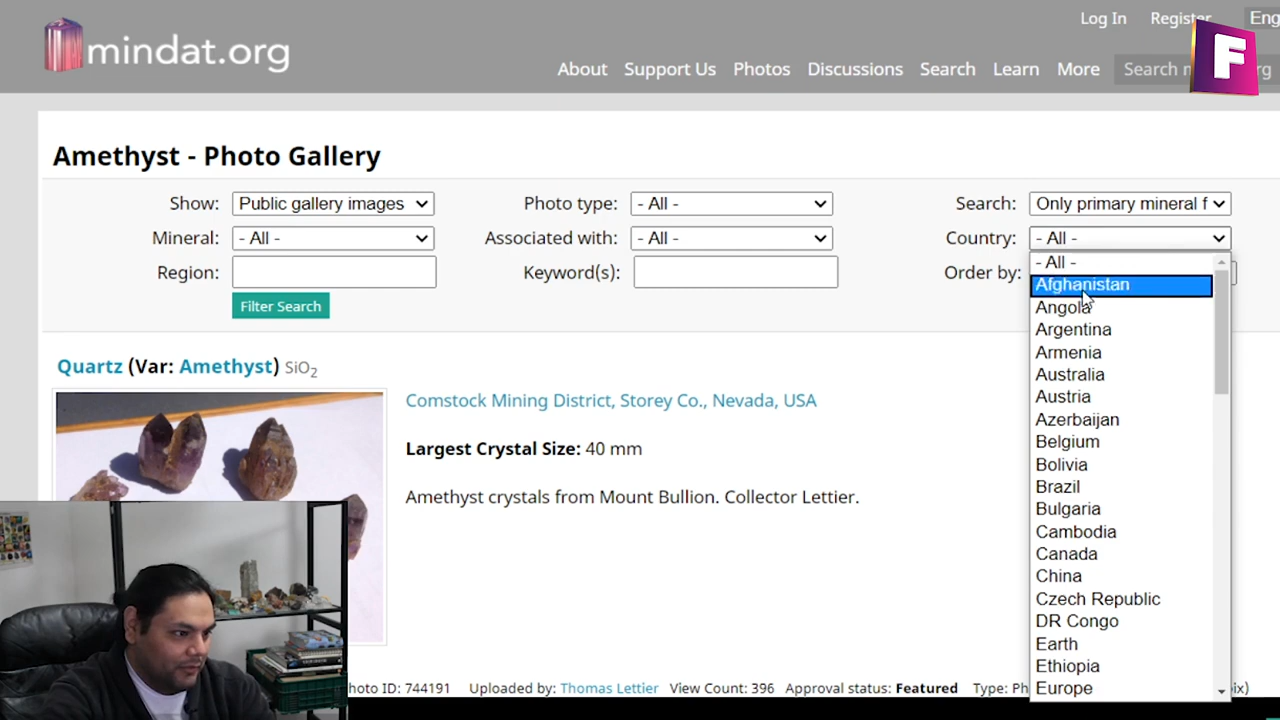 Log In Register Eng
mindat.org
F
About Support Us Photos Discussions Search Learn More Search rg
Amethyst - Photo Gallery
Show: Public gallery images Photo type: - All - Search: Only primary mineral f
Mineral: - All - Associated with: - All - Country: - All -
Region: Keyword(s): Order by:
Filter Search
- All -
Afghanistan
Angola
Argentina
Armenia
Australia
Austria
Azerbaijan
Belgium
Bolivia
Brazil
Bulgaria
Cambodia
Canada
China
Czech Republic
DR Congo
Earth
Ethiopia
Europe
Quartz (Var: Amethyst) SiO2
Comstock Mining District, Storey Co., Nevada, USA
Largest Crystal Size: 40 mm
Amethyst crystals from Mount Bullion. Collector Lettier.
hoto ID: 744191 Uploaded by: Thomas Lettier View Count: 396 Approval status: Featured Type: Ph ix)